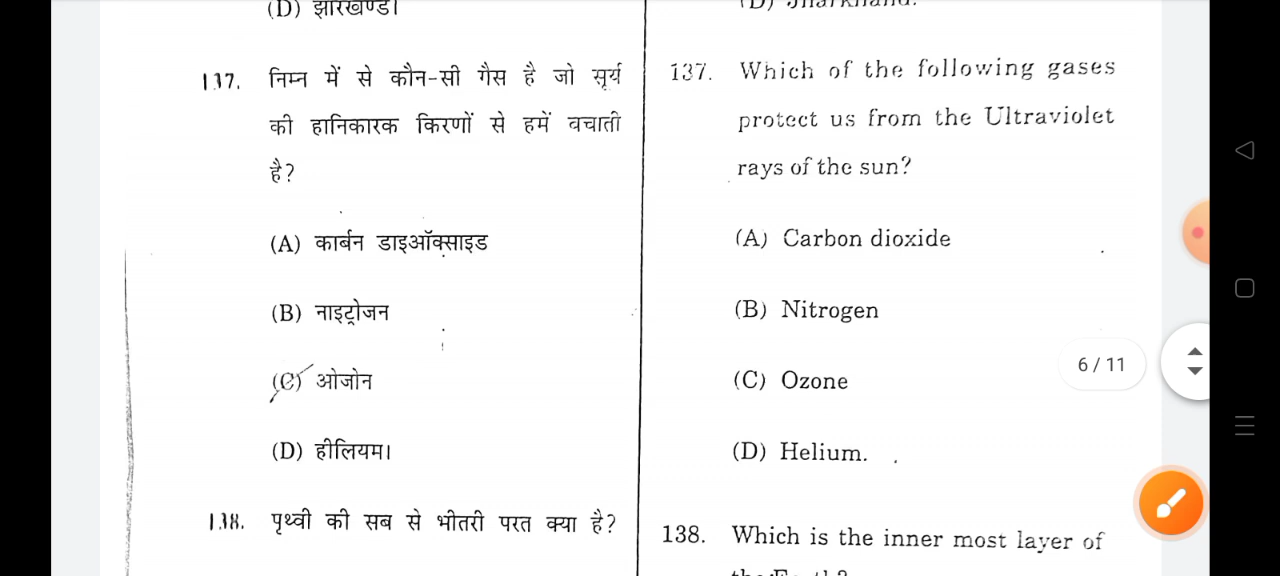 (D) झारखण्ड।
137. निम्न में से कौन-सी गैस है जो सूर्य
की हानिकारक किरणों से हमें बचाती
है?
(A) कार्बन डाइऑक्साइड
(B) नाइट्रोजन
(C) ओजोन
(D) हीलियम।
138. पृथ्वी की सब से भीतरी परत क्या है?
(D) Jharkhand.
137. Which of the following gases
protect us from the Ultraviolet
rays of the sun?
(A) Carbon dioxide
(B) Nitrogen
(C) Ozone
(D) Helium.
138. Which is the inner most layer of
6 / 11